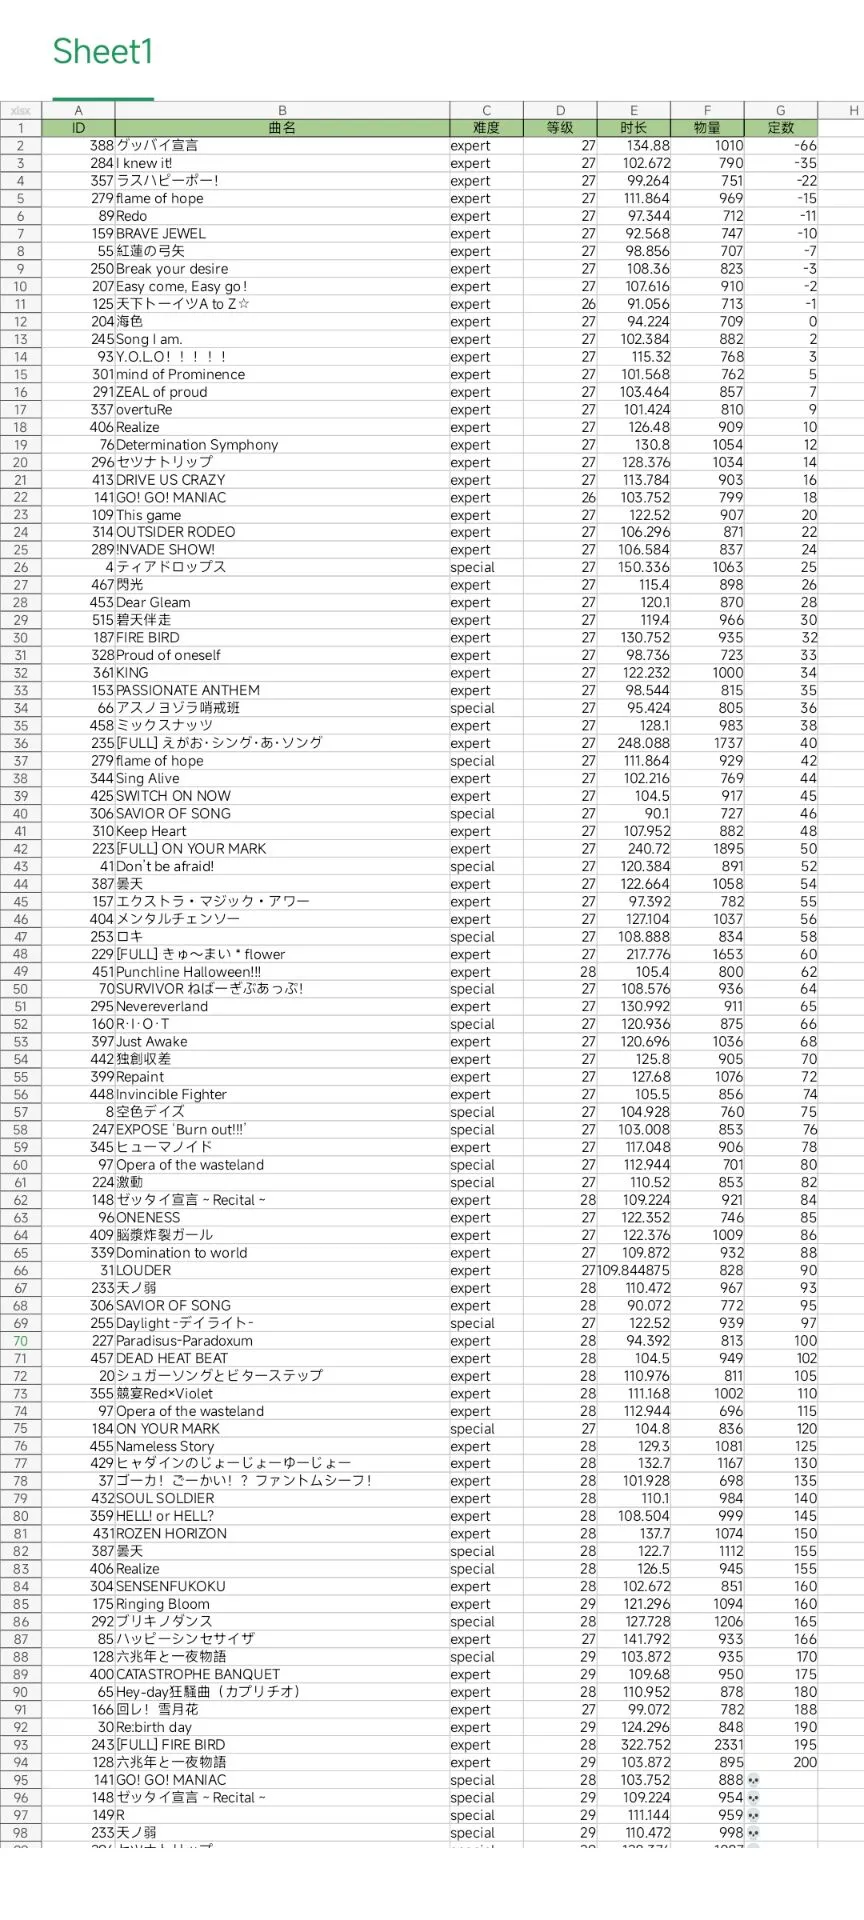 Sheet1
xlsx A B C D E F G H
1 ID 曲名 难度 等级 时长 物量 定数
2 388 グッバイ宣言 expert 27 134.88 1010 -66
3 284 I knew it! expert 27 102.672 790 -35
4 357 ラスハピーポー! expert 27 99.264 751 -22
5 279 flame of hope expert 27 111.864 969 -15
6 89 Redo expert 27 97.344 712 -11
7 159 BRAVE JEWEL expert 27 92.568 747 -10
8 55 紅蓮の弓矢 expert 27 98.856 707 -7
9 250 Break your desire expert 27 108.36 823 -3
10 207 Easy come, Easy go! expert 27 107.616 910 -2
11 125 天下トーイツA to Z☆ expert 26 91.056 713 -1
12 204 海色 expert 27 94.224 709 0
13 245 Song I am. expert 27 102.384 882 2
14 93 Y.O.L.O!!!!! expert 27 115.32 768 3
15 301 mind of Prominence expert 27 101.568 762 5
16 291 ZEAL of proud expert 27 103.464 857 7
17 337 overtuRe expert 27 101.424 810 9
18 406 Realize expert 27 126.48 909 10
19 76 Determination Symphony expert 27 130.8 1054 12
20 296 セツナトリップ expert 27 128.376 1034 14
21 413 DRIVE US CRAZY expert 27 113.784 903 16
22 141 GO! GO! MANIAC expert 26 103.752 799 18
23 109 This game expert 27 122.52 907 20
24 314 OUTSIDER RODEO expert 27 106.296 871 22
25 289 !NVADE SHOW! expert 27 106.584 837 24
26 4 ティアドロップス special 27 150.336 1063 25
27 467 閃光 expert 27 115.4 898 26
28 453 Dear Gleam expert 27 120.1 870 28
29 515 碧天伴走 expert 27 119.4 966 30
30 187 FIRE BIRD expert 27 130.752 935 32
31 328 Proud of oneself expert 27 98.736 723 33
32 361 KING expert 27 122.232 1000 34
33 153 PASSIONATE ANTHEM expert 27 98.544 815 35
34 66 アスノヨゾラ哨戒班 special 27 95.424 805 36
35 458 ミックスナッツ expert 27 128.1 983 38
36 235 [FULL] えがお・シング・あ・ソング expert 27 248.088 1737 40
37 279 flame of hope special 27 111.864 929 42
38 344 Sing Alive expert 27 102.216 769 44
39 425 SWITCH ON NOW expert 27 104.5 917 45
40 306 SAVIOR OF SONG special 27 90.1 727 46
41 310 Keep Heart expert 27 107.952 882 48
42 223 [FULL] ON YOUR MARK expert 27 240.72 1895 50
43 41 Don't be afraid! special 27 120.384 891 52
44 387 曇天 expert 27 122.664 1058 54
45 157 エクストラ・マジック・アワー expert 27 97.392 782 55
46 404 メンタルチェンソー expert 27 127.104 1037 56
47 253 ロキ special 27 108.888 834 58
48 229 [FULL] きゅ～まい * flower expert 27 217.776 1653 60
49 451 Punchline Halloween!!! expert 28 105.4 800 62
50 70 SURVIVOR ねばーぎぶあっぷ! special 27 108.576 936 64
51 295 Nevereverland expert 27 130.992 911 65
52 160 R·I·O·T special 27 120.936 875 66
53 397 Just Awake expert 27 120.696 1036 68
54 442 独創収差 expert 27 125.8 905 70
55 399 Repaint expert 27 127.68 1076 72
56 448 Invincible Fighter expert 27 105.5 856 74
57 8 空色デイズ special 27 104.928 760 75
58 247 EXPOSE 'Burn out!!!' special 27 103.008 853 76
59 345 ヒューマノイド expert 27 117.048 906 78
60 97 Opera of the wasteland special 27 112.944 701 80
61 224 激動 special 27 110.52 853 82
62 148 ゼッタイ宣言 ~ Recital ~ expert 28 109.224 921 84
63 96 ONENESS expert 27 122.352 746 85
64 409 脳漿炸裂ガール expert 27 122.376 1009 86
65 339 Domination to world expert 27 109.872 932 88
66 31 LOUDER expert 27 109.844875 828 90
67 233 天ノ弱 expert 28 110.472 967 93
68 306 SAVIOR OF SONG expert 28 90.072 772 95
69 255 Daylight -デイライト- special 27 122.52 939 97
70 227 Paradisus-Paradoxum expert 28 94.392 813 100
71 457 DEAD HEAT BEAT expert 28 104.5 949 102
72 20 シュガーソングとビターステップ expert 28 110.976 811 105
73 355 競宴Red×Violet expert 28 111.168 1002 110
74 97 Opera of the wasteland expert 28 112.944 696 115
75 184 ON YOUR MARK special 27 104.8 836 120
76 455 Nameless Story expert 28 129.3 1081 125
77 429 ヒャダインのじょーじょーゆーじょー expert 28 132.7 1167 130
78 37 ゴーカ! ごーかい!? ファントムシーフ! expert 28 101.928 698 135
79 432 SOUL SOLDIER expert 28 110.1 984 140
80 359 HELL! or HELL? expert 28 108.504 999 145
81 431 ROZEN HORIZON expert 28 137.7 1074 150
82 387 曇天 special 28 122.7 1112 155
83 406 Realize special 28 126.5 945 155
84 304 SENSENFUKOKU expert 28 102.672 851 160
85 175 Ringing Bloom expert 29 121.296 1094 160
86 292 ブリキノダンス special 28 127.728 1206 165
87 85 ハッピーシンセサイザ expert 27 141.792 933 166
88 128 六兆年と一夜物語 special 29 103.872 935 170
89 400 CATASTROPHE BANQUET expert 29 109.68 950 175
90 65 Hey-day狂騒曲（カプリチオ） expert 28 110.952 878 180
91 166 回レ! 雪月花 expert 27 99.072 782 188
92 30 Re:birth day expert 29 124.296 848 190
93 243 [FULL] FIRE BIRD expert 28 322.752 2331 195
94 128 六兆年と一夜物語 expert 29 103.872 895 200
95 141 GO! GO! MANIAC special 28 103.752 888 💀
96 148 ゼッタイ宣言 ~ Recital ~ special 29 109.224 954 💀
97 149 R special 29 111.144 959 💀
98 233 天ノ弱 special 29 110.472 998 💀